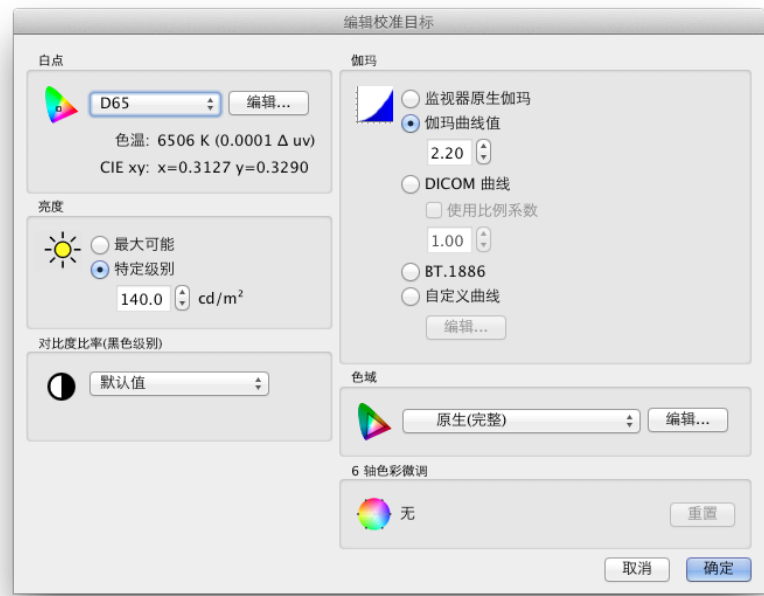 编辑校准目标
白点
D65
编辑...
色温: 6506 K (0.0001 Δ uv)
CIE xy: x=0.3127 y=0.3290
亮度
最大可能
特定级别
140.0 cd/m²
对比度比率(黑色级别)
默认值
伽玛
监视器原生伽玛
伽玛曲线值
2.20
DICOM 曲线
使用比例系数
1.00
BT.1886
自定义曲线
编辑...
色域
原生(完整)
编辑...
6 轴色彩微调
无
重置
取消
确定